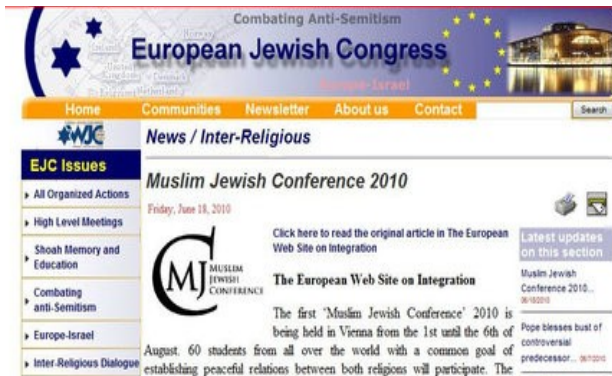 Combating Anti-Semitism
European Jewish Congress
Europe-Israel
Home Communities Newsletter About us Contact Search
WJC
News / Inter-Religious
EJC Issues
All Organized Actions
High Level Meetings
Shoah Memory and
Education
Combating
anti-Semitism
Europe-Israel
Inter-Religious Dialogue
Muslim Jewish Conference 2010
Friday, June 18, 2010
MJ MUSLIM
JEWISH
CONFERENCE
Click here to read the original article in The European
Web Site on Integration
The European Web Site on Integration
The first 'Muslim Jewish Conference' 2010 is
being held in Vienna from the 1st until the 6th of
August. 60 students from all over the world with a common goal of
establishing peaceful relations between both religions will participate. The
Latest updates
on this section
Muslim Jewish
Conference 2010...
Pope blesses bust of
controversial
predecessor...